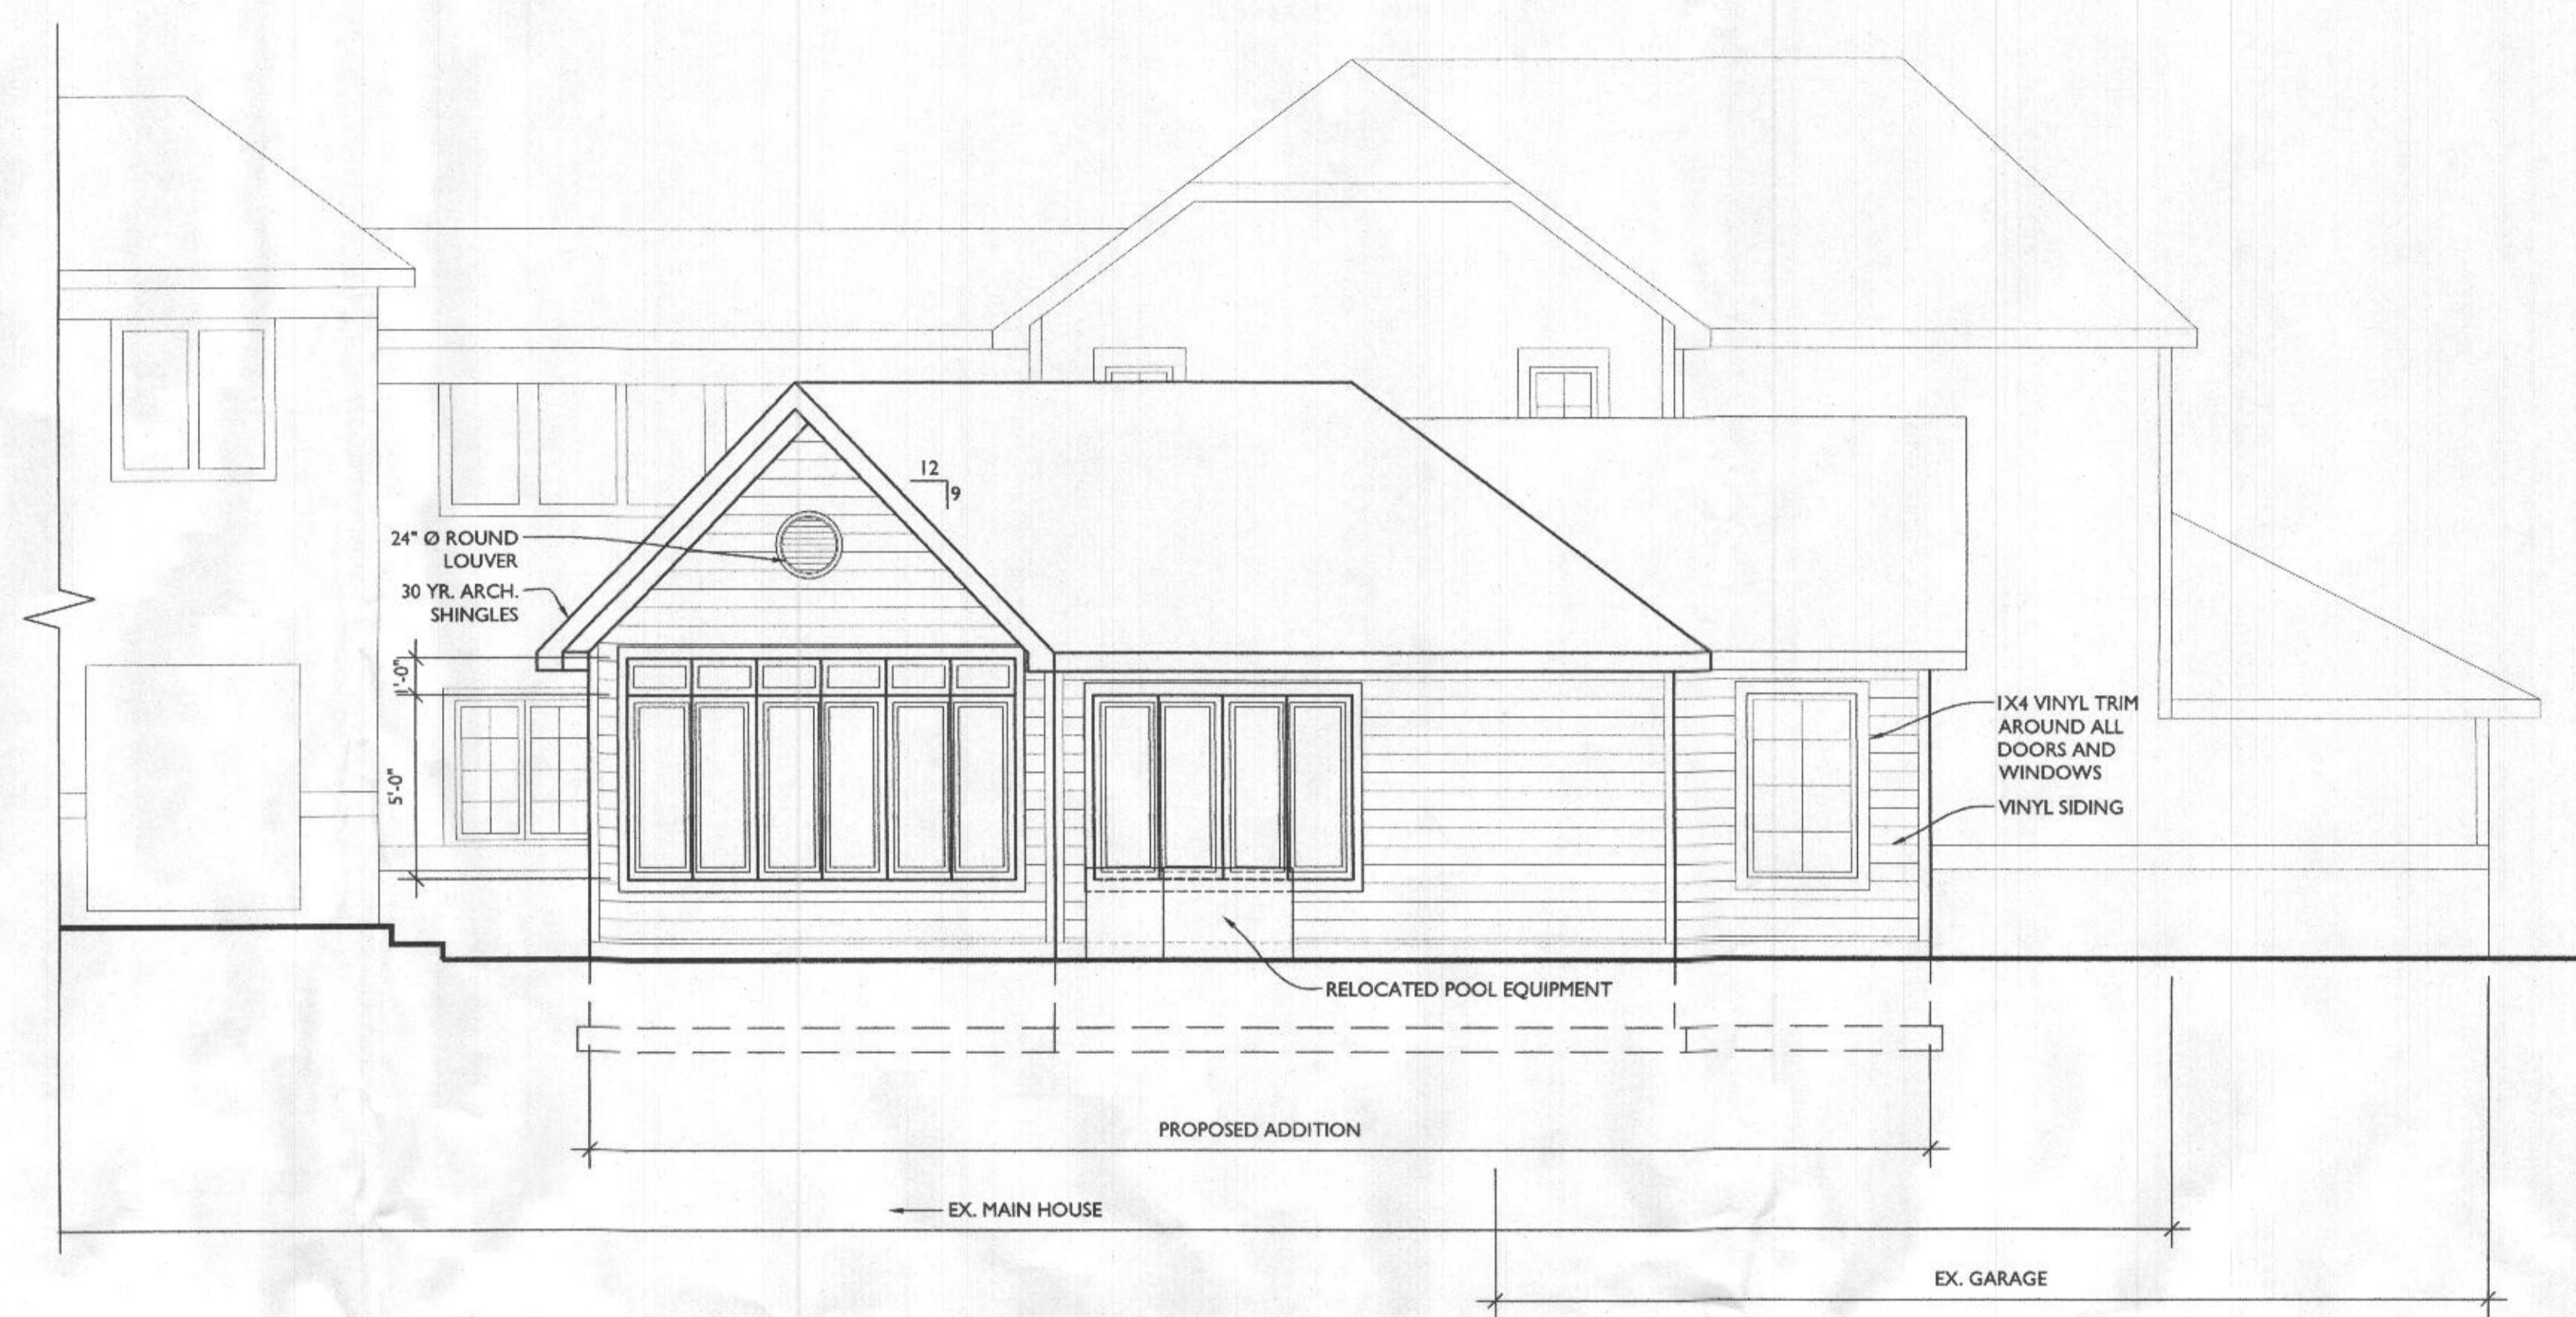 12
9
24" Ø ROUND
LOUVER
30 YR. ARCH.
SHINGLES
1'-0"
5'-0"
1X4 VINYL TRIM
AROUND ALL
DOORS AND
WINDOWS
VINYL SIDING
RELOCATED POOL EQUIPMENT
PROPOSED ADDITION
EX. MAIN HOUSE
EX. GARAGE